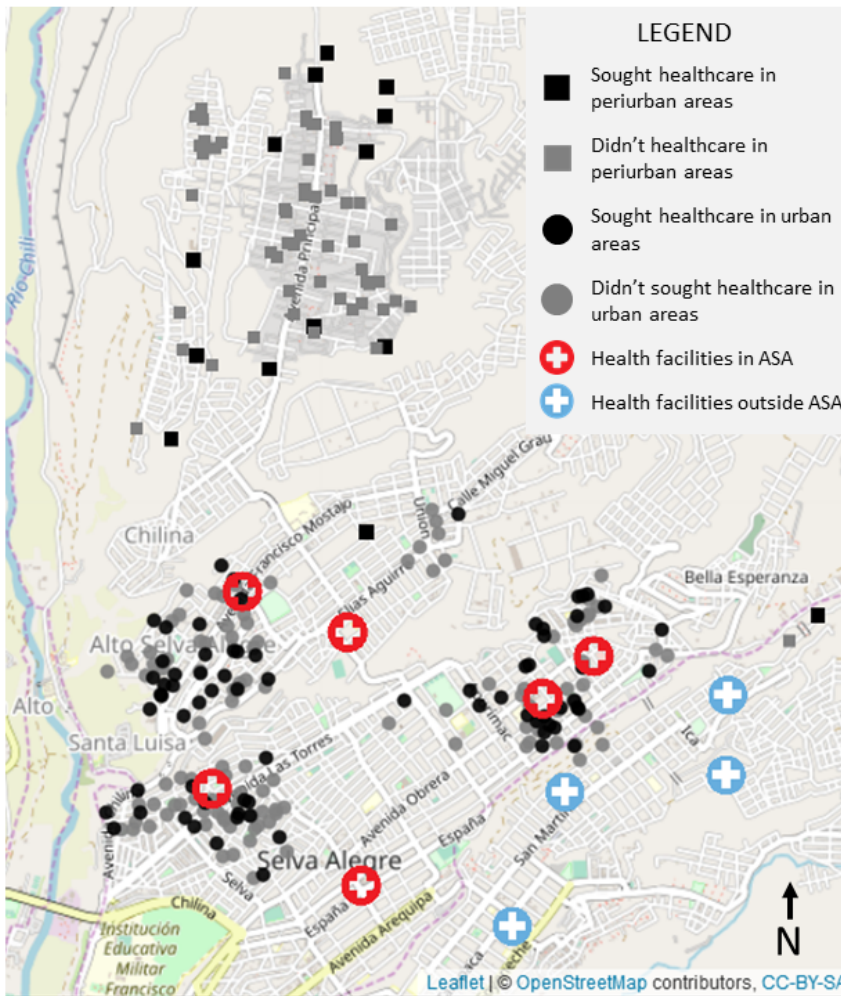 LEGEND
Sought healthcare in
periurban areas
Didn't healthcare in
periurban areas
Sought healthcare in urban
areas
Didn't sought healthcare in
urban areas
Health facilities in ASA
Health facilities outside ASA
Rio Chili
Avenida Principal
Calle Miguel Grau
Union
Francisco Mostajo
Chilina
Elias Aguirr
Bella Esperanza
Alto Selva Alegre
Alto
Santa Luisa
Ica
Las Torres
Avenida Obrera
España
San Martin
Selva Alegre
Selva
España
Avenida Arequipa
Chilina
Institución
Educativa
Militar
Francisco
N
Leaflet | © OpenStreetMap contributors, CC-BY-SA